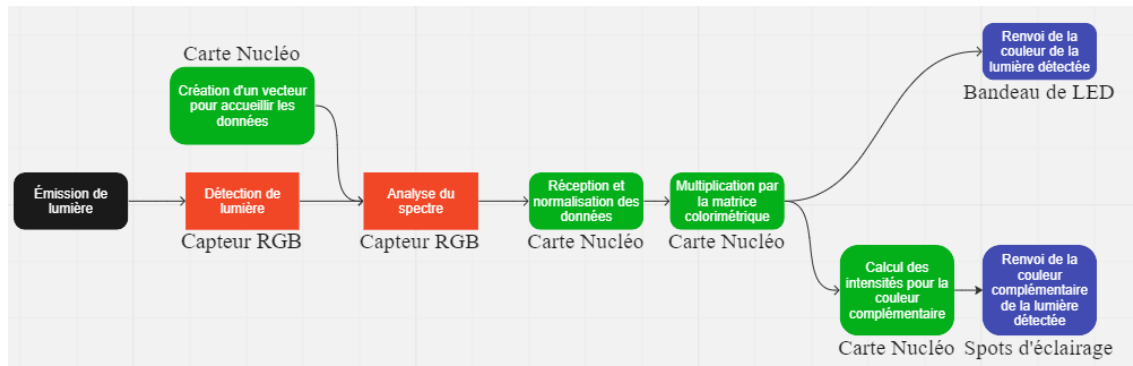 Carte Nucléo
Création d'un vecteur
pour accueillir les
données
Émission de
lumière
Détection de
lumière
Capteur RGB
Analyse du
spectre
Capteur RGB
Réception et
normalisation des
données
Carte Nucléo
Multiplication par
la matrice
colorimétrique
Carte Nucléo
Renvoi de la
couleur de la
lumière détectée
Bandeau de LED
Calcul des
intensités pour la
couleur
complémentaire
Carte Nucléo
Renvoi de la
couleur
complémentaire
de la lumière
détectée
Spots d'éclairage